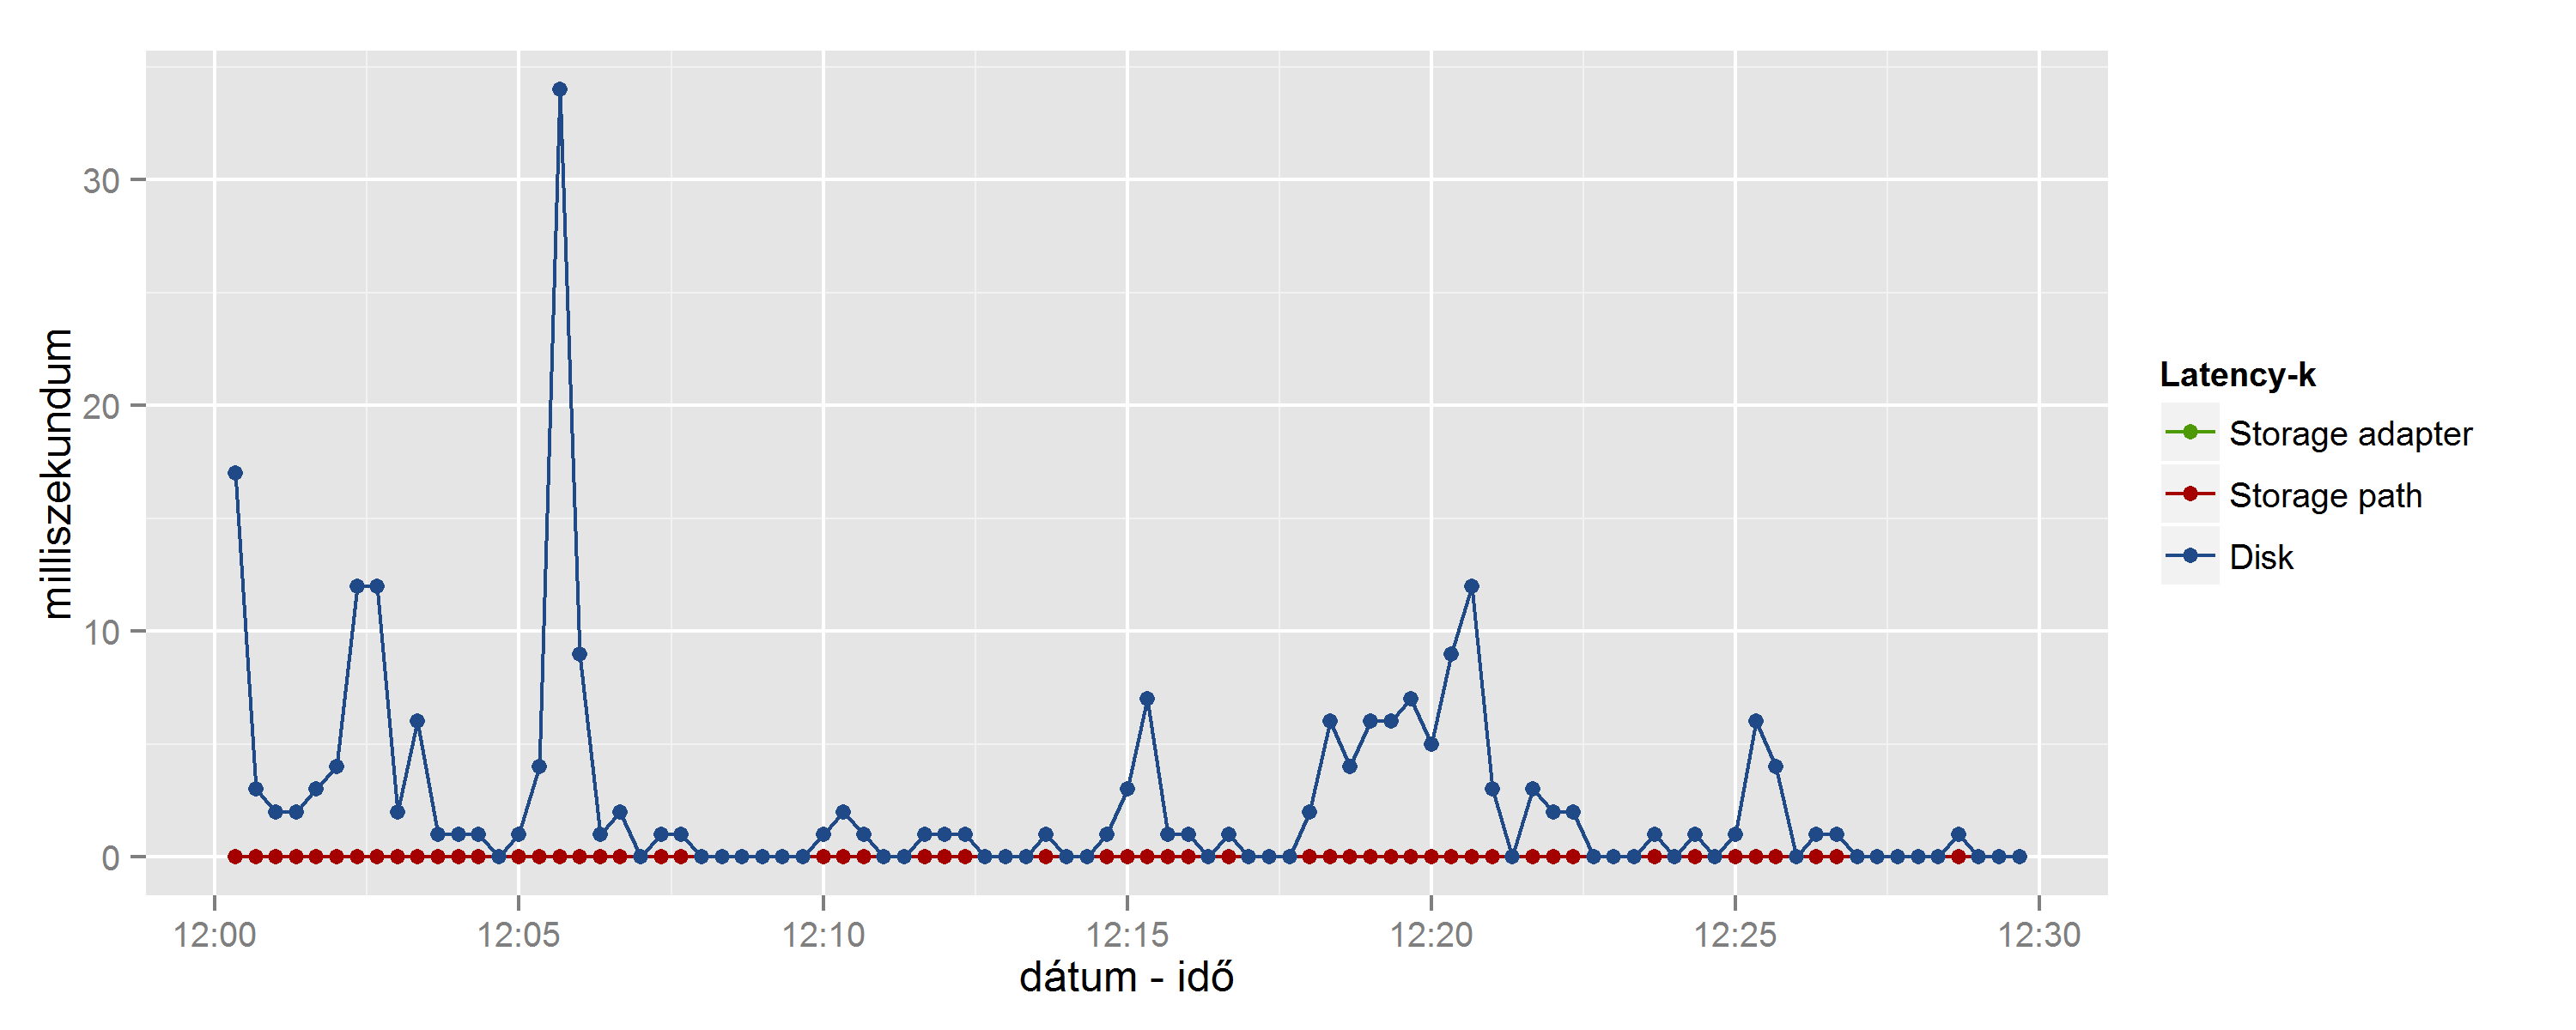 milliszekundum
30
20
10
0
12:00 12:05 12:10 12:15 12:20 12:25 12:30
dátum - idő
Latency-k
Storage adapter
Storage path
Disk